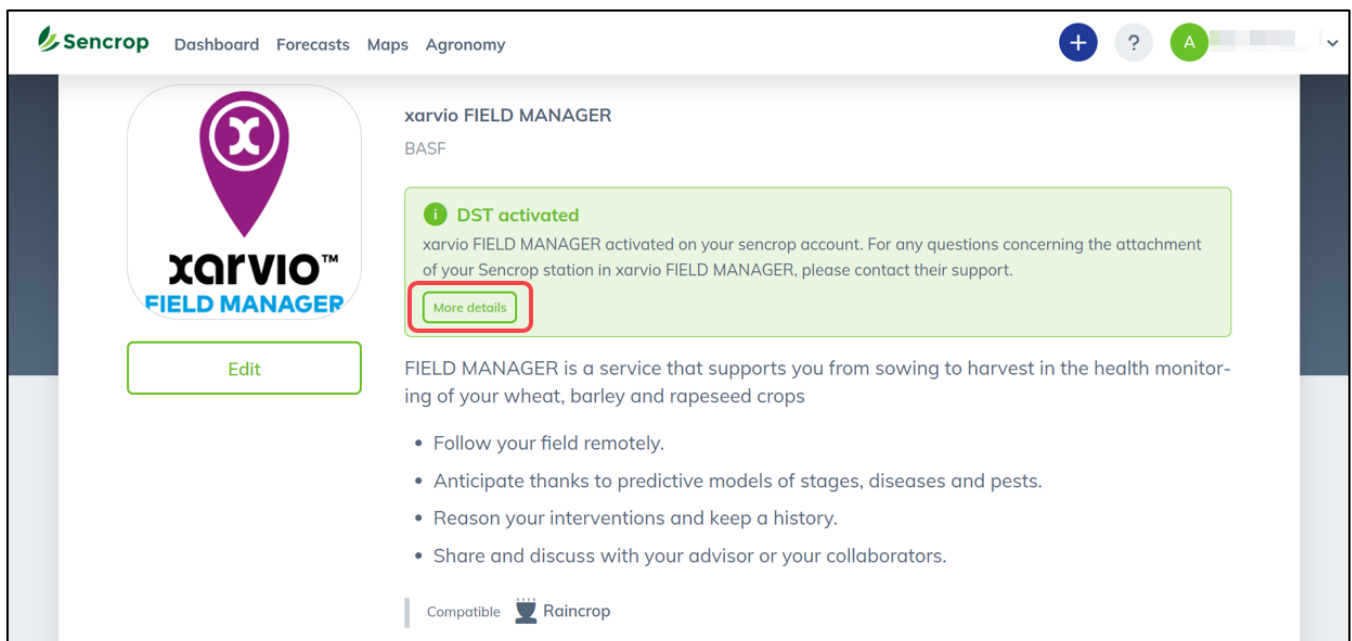 Sencrop Dashboard Forecasts Maps Agronomy + ? A
xarvio™
FIELD MANAGER
Edit
xarvio FIELD MANAGER
BASF
i DST activated
xarvio FIELD MANAGER activated on your sencrop account. For any questions concerning the attachment
of your Sencrop station in xarvio FIELD MANAGER, please contact their support.
More details
FIELD MANAGER is a service that supports you from sowing to harvest in the health monitor-
ing of your wheat, barley and rapeseed crops
• Follow your field remotely.
• Anticipate thanks to predictive models of stages, diseases and pests.
• Reason your interventions and keep a history.
• Share and discuss with your advisor or your collaborators.
Compatible Raincrop